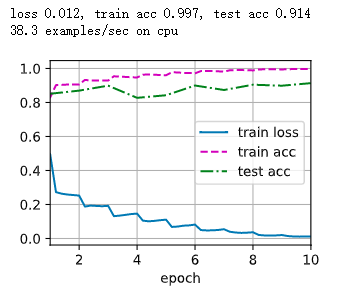 loss 0.012, train acc 0.997, test acc 0.914
38.3 examples/sec on cpu
1.0
0.8
0.6
0.4
0.2
0.0
train loss
train acc
test acc
2 4 6 8 10
epoch